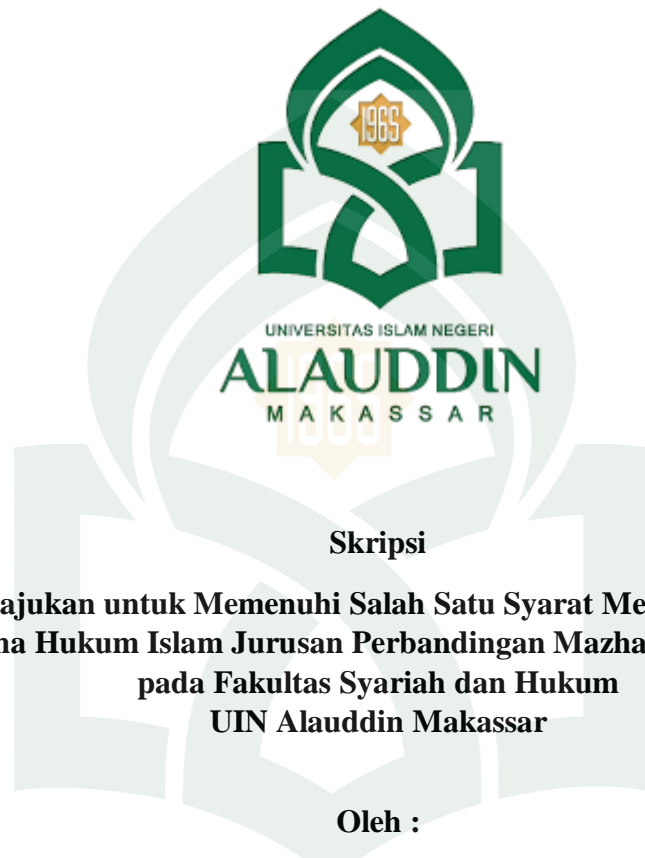 1965
UNIVERSITAS ISLAM NEGERI
ALAUDDIN
MAKASSAR
Skripsi
ajukan untuk Memenuhi Salah Satu Syarat Me
na Hukum Islam Jurusan Perbandingan Mazha
pada Fakultas Syariah dan Hukum
UIN Alauddin Makassar
Oleh :